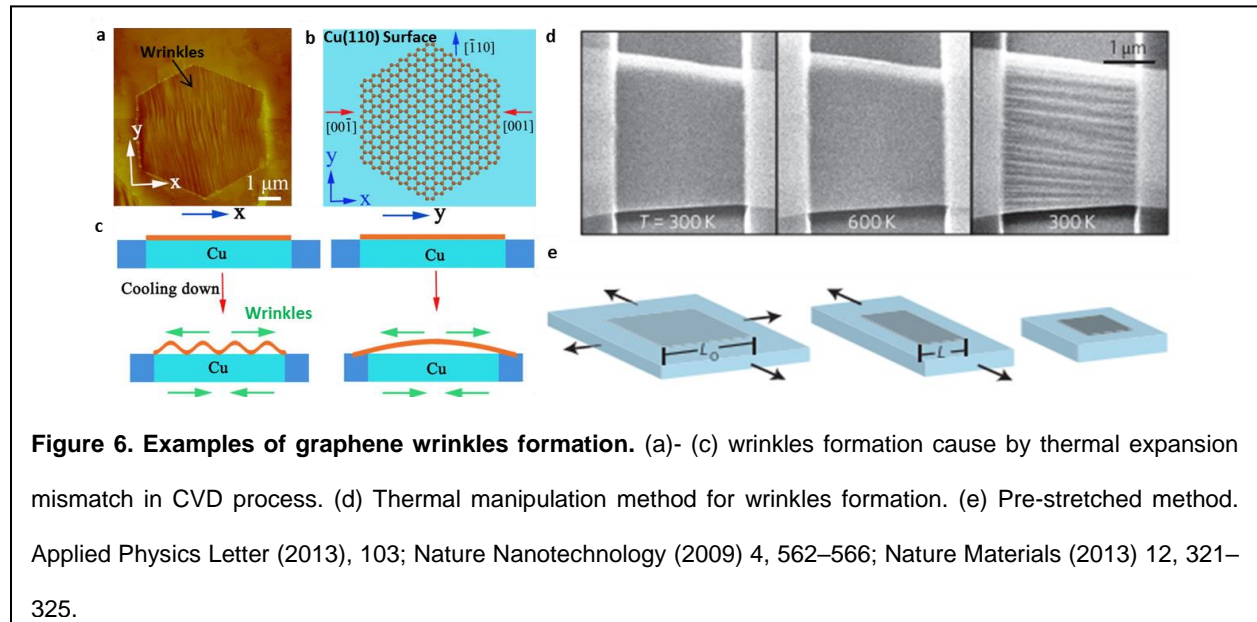 a
Wrinkles
y
x
1 μm
b
Cu(110) Surface
[1̄10]
[001̄]
[001]
y
x
d
1 μm
T = 300 K
600 K
300 K
c
x
y
Cu
Cu
Cooling down
Wrinkles
Cu
Cu
e
L₀
L
Figure 6. Examples of graphene wrinkles formation. (a)- (c) wrinkles formation cause by thermal expansion
mismatch in CVD process. (d) Thermal manipulation method for wrinkles formation. (e) Pre-stretched method.
Applied Physics Letter (2013), 103; Nature Nanotechnology (2009) 4, 562–566; Nature Materials (2013) 12, 321–
325.